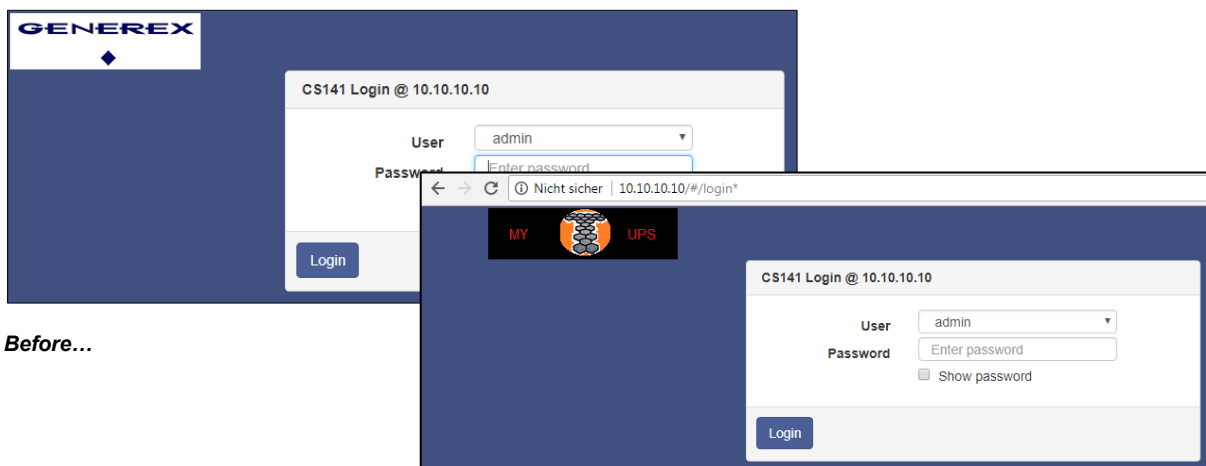 GENEREX
CS141 Login @ 10.10.10.10
User admin
Password Enter password
Login
Before...
Nicht sicher | 10.10.10.10/#/login*
MY UPS
CS141 Login @ 10.10.10.10
User admin
Password Enter password
Show password
Login